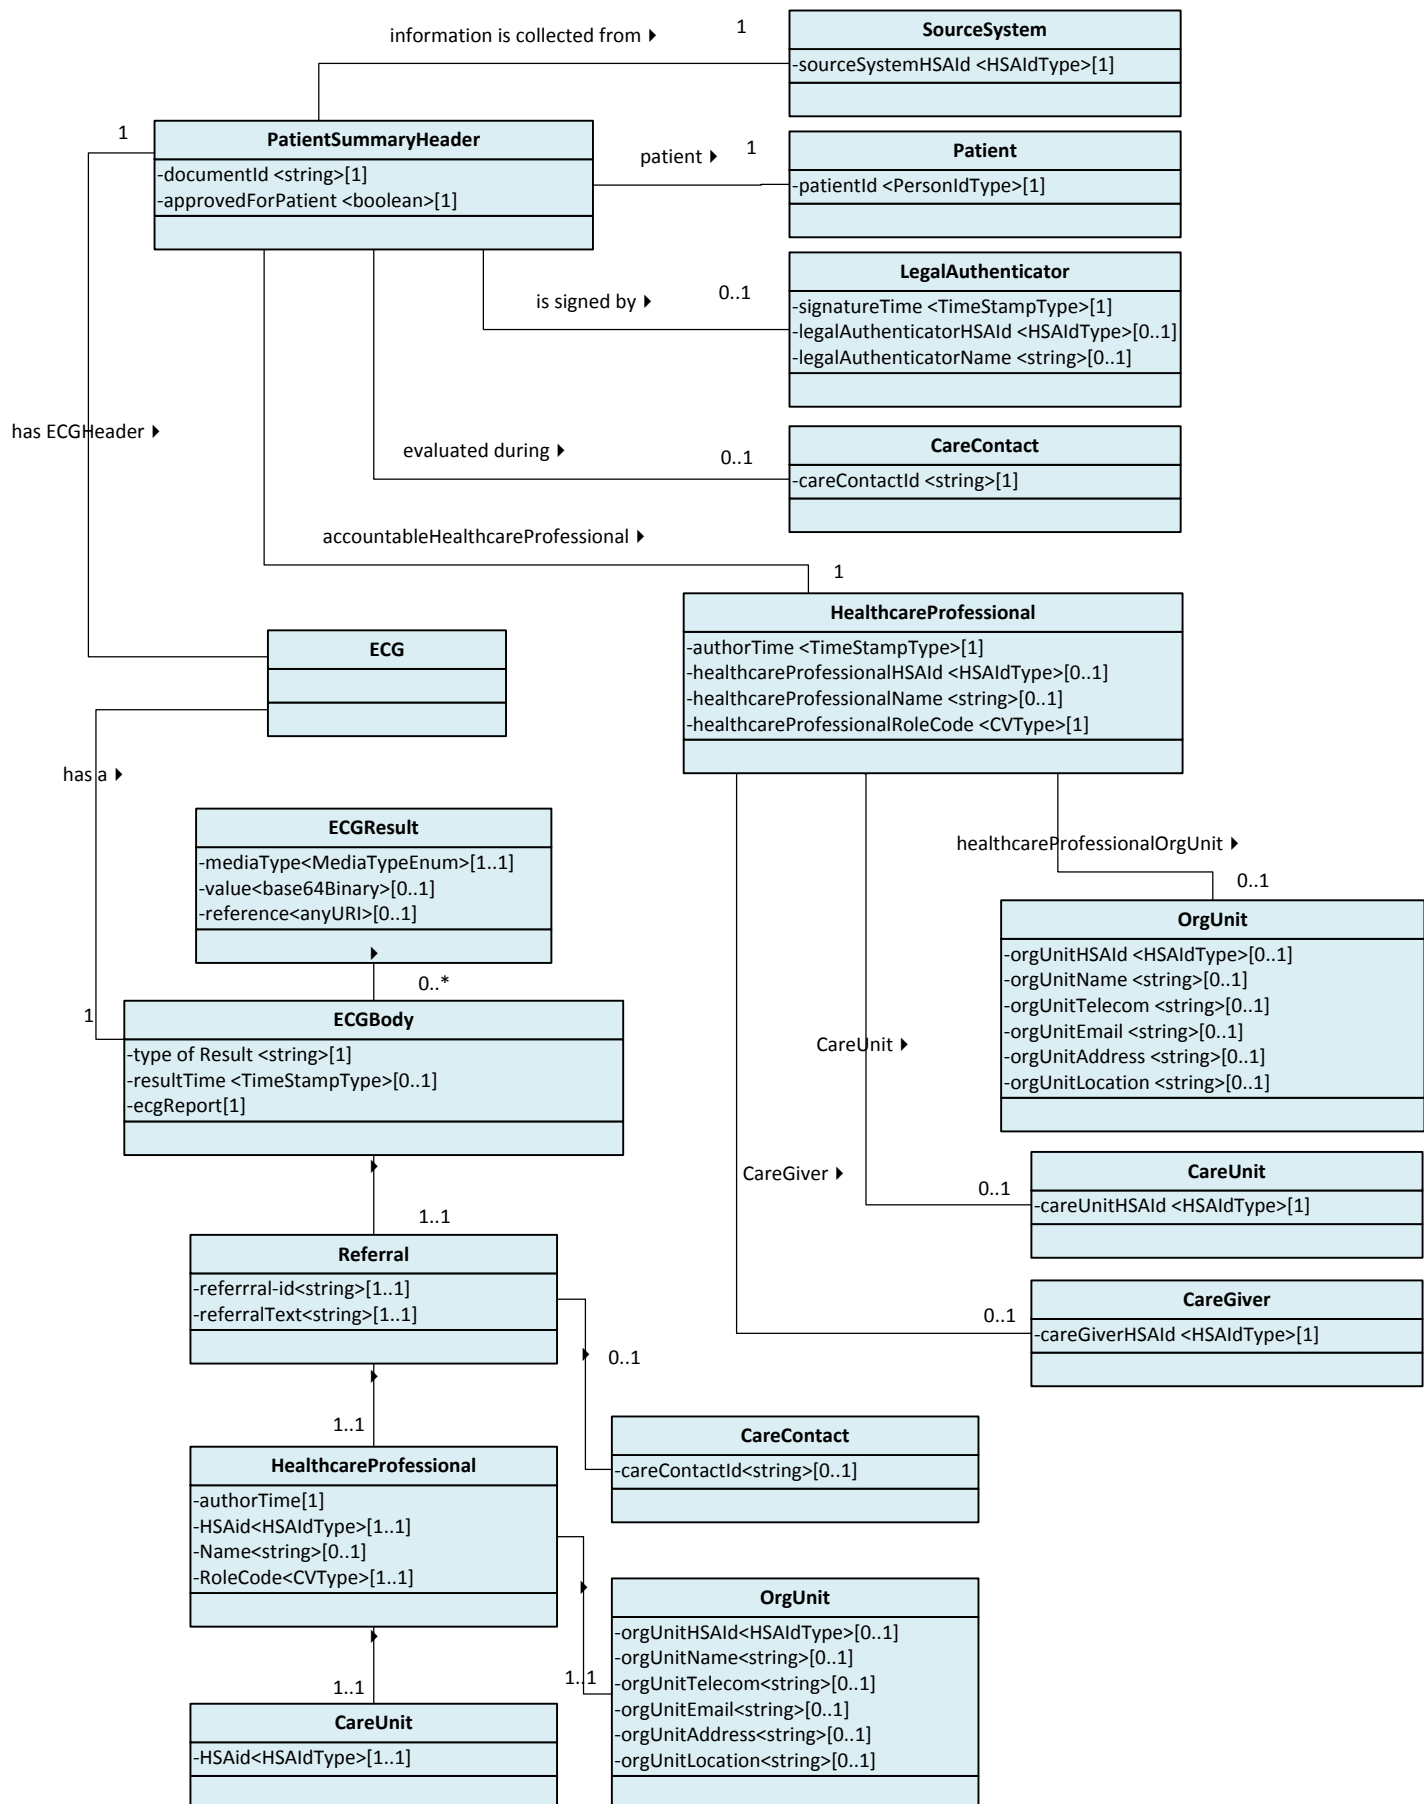 information is collected from
1
SourceSystem
-sourceSystemHSAId <HSAIdType>[1]
1
PatientSummaryHeader
-documentId <string>[1]
-approvedForPatient <boolean>[1]
patient
1
Patient
-patientId <PersonIdType>[1]
is signed by
0..1
LegalAuthenticator
-signatureTime <TimeStampType>[1]
-legalAuthenticatorHSAId <HSAIdType>[0..1]
-legalAuthenticatorName <string>[0..1]
has ECGHeader
evaluated during
0..1
CareContact
-careContactId <string>[1]
accountableHealthcareProfessional
1
HealthcareProfessional
-authorTime <TimeStampType>[1]
-healthcareProfessionalHSAId <HSAIdType>[0..1]
-healthcareProfessionalName <string>[0..1]
-healthcareProfessionalRoleCode <CVType>[1]
ECG
has a
ECGResult
-mediaType<MediaTypeEnum>[1..1]
-value<base64Binary>[0..1]
-reference<anyURI>[0..1]
healthcareProfessionalOrgUnit
0..1
OrgUnit
-orgUnitHSAId <HSAIdType>[0..1]
-orgUnitName <string>[0..1]
-orgUnitTelecom <string>[0..1]
-orgUnitEmail <string>[0..1]
-orgUnitAddress <string>[0..1]
-orgUnitLocation <string>[0..1]
0..*
1
ECGBody
-type of Result <string>[1]
-resultTime <TimeStampType>[0..1]
-ecgReport[1]
CareUnit
CareGiver
0..1
CareUnit
-careUnitHSAId <HSAIdType>[1]
1..1
Referral
-referrral-id<string>[1..1]
-referralText<string>[1..1]
0..1
CareGiver
-careGiverHSAId <HSAIdType>[1]
0..1
1..1
CareContact
-careContactId<string>[0..1]
HealthcareProfessional
-authorTime[1]
-HSAid<HSAIdType>[1..1]
-Name<string>[0..1]
-RoleCode<CVType>[1..1]
1..1
OrgUnit
-orgUnitHSAId<HSAIdType>[0..1]
-orgUnitName<string>[0..1]
-orgUnitTelecom<string>[0..1]
-orgUnitEmail<string>[0..1]
-orgUnitAddress<string>[0..1]
-orgUnitLocation<string>[0..1]
1..1
CareUnit
-HSAid<HSAIdType>[1..1]